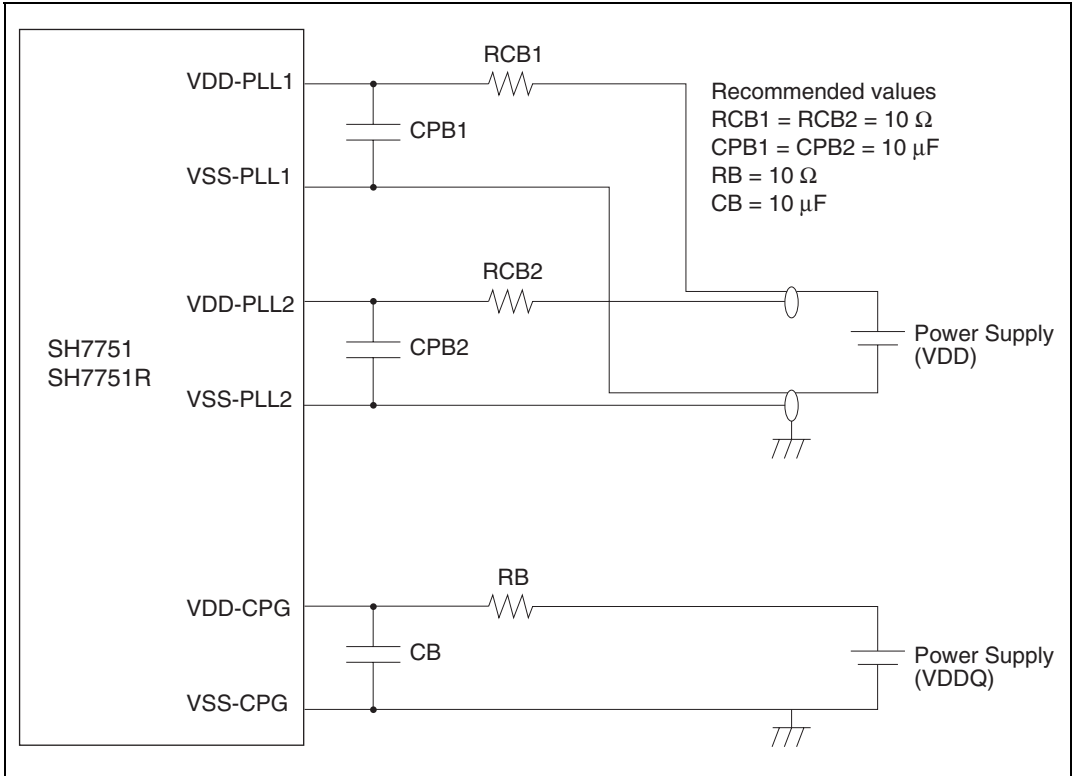 RCB1
VDD-PLL1
CPB1
VSS-PLL1
Recommended values
RCB1 = RCB2 = 10 Ω
CPB1 = CPB2 = 10 μF
RB = 10 Ω
CB = 10 μF
RCB2
VDD-PLL2
CPB2
VSS-PLL2
SH7751
SH7751R
Power Supply
(VDD)
RB
VDD-CPG
CB
VSS-CPG
Power Supply
(VDDQ)